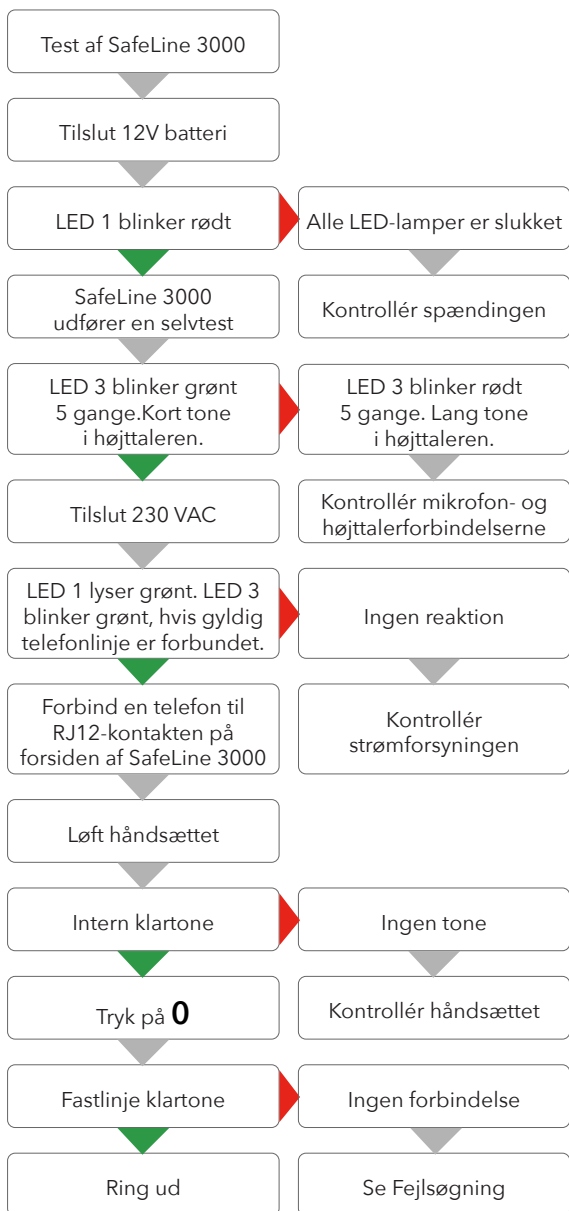 Test af SafeLine 3000
Tilslut 12V batteri
LED 1 blinker rødt
Alle LED-lamper er slukket
SafeLine 3000
udfører en selvtest
Kontrollér spændingen
LED 3 blinker grønt
5 gange.Kort tone
i højttaleren.
LED 3 blinker rødt
5 gange. Lang tone
i højttaleren.
Tilslut 230 VAC
Kontrollér mikrofon- og
højttalerforbindelserne
LED 1 lyser grønt. LED 3
blinker grønt, hvis gyldig
telefonlinje er forbundet.
Ingen reaktion
Forbind en telefon til
RJ12-kontakten på
forsiden af SafeLine 3000
Kontrollér
strømforsyningen
Løft håndsættet
Intern klartone
Ingen tone
Tryk på 0
Kontrollér håndsættet
Fastlinje klartone
Ingen forbindelse
Ring ud
Se Fejlsøgning